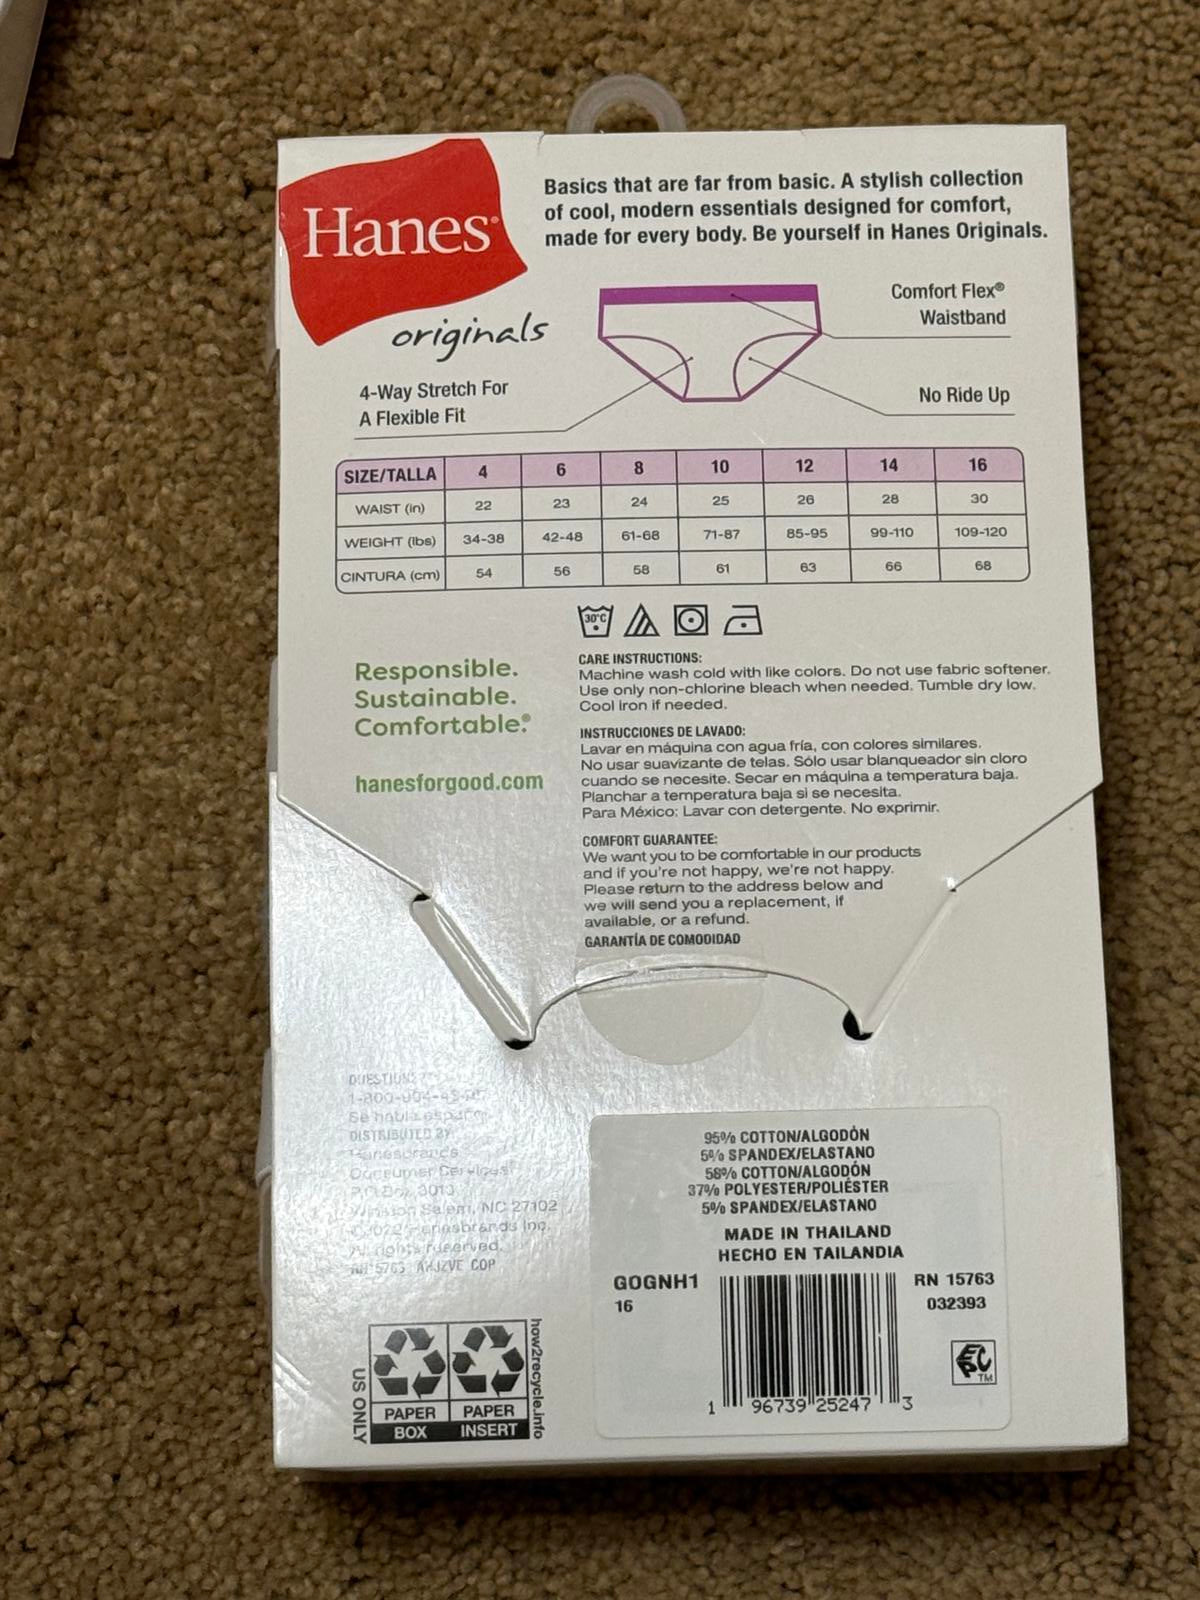 Hanes®
originals
Basics that are far from basic. A stylish collection
of cool, modern essentials designed for comfort,
made for every body. Be yourself in Hanes Originals.
Comfort Flex®
Waistband
4-Way Stretch For
A Flexible Fit
No Ride Up
SIZE/TALLA 4 6 8 10 12 14 16
WAIST (in) 22 23 24 25 26 28 30
WEIGHT (lbs) 34-38 42-48 61-68 71-87 85-95 99-110 109-120
CINTURA (cm) 54 56 58 61 63 66 68
30°C
Responsible.
Sustainable.
Comfortable.®
hanesforgood.com
CARE INSTRUCTIONS:
Machine wash cold with like colors. Do not use fabric softener.
Use only non-chlorine bleach when needed. Tumble dry low.
Cool iron if needed.
INSTRUCCIONES DE LAVADO:
Lavar en máquina con agua fría, con colores similares.
No usar suavizante de telas. Sólo usar blanqueador sin cloro
cuando se necesite. Secar en máquina a temperatura baja.
Planchar a temperatura baja si se necesita.
Para México: Lavar con detergente. No exprimir.
COMFORT GUARANTEE:
We want you to be comfortable in our products
and if you're not happy, we're not happy.
Please return to the address below and
we will send you a replacement, if
available, or a refund.
GARANTÍA DE COMODIDAD
Se habla español
DISTRIBUTED BY
Hanesbrands
Consumer Services
P.O. Box
Winston Salem, NC 27102
Hanesbrands Inc.
rights reserved.
COP
US ONLY
PAPER
BOX
PAPER
INSERT
how2recycle.info
95% COTTON/ALGODÓN
5% SPANDEX/ELASTANO
58% COTTON/ALGODÓN
37% POLYESTER/POLIÉSTER
5% SPANDEX/ELASTANO
MADE IN THAILAND
HECHO EN TAILANDIA
GOGNH1
16
RN 15763
032393
EPC
TM
1 96739 25247 3